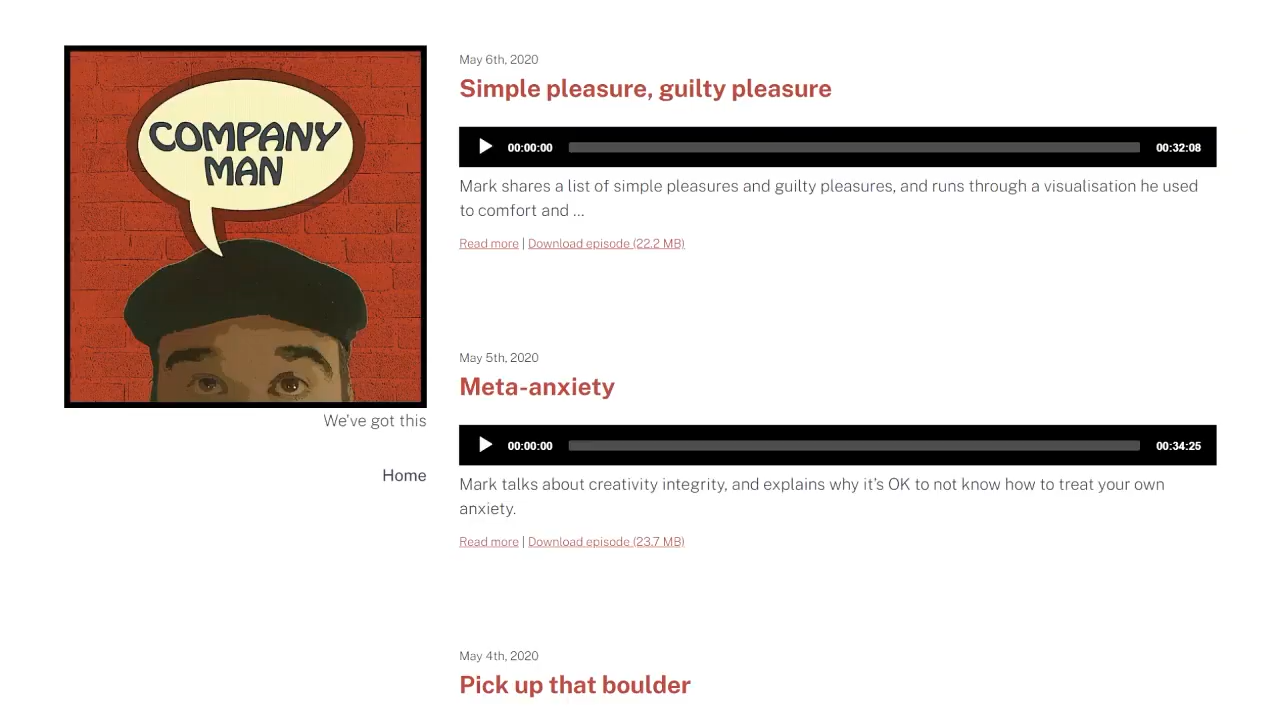 COMPANY
MAN
We've got this
Home
May 6th, 2020
Simple pleasure, guilty pleasure
00:00:00
00:32:08
Mark shares a list of simple pleasures and guilty pleasures, and runs through a visualisation he used
to comfort and ...
Read more | Download episode (22.2 MB)
May 5th, 2020
Meta-anxiety
00:00:00
00:34:25
Mark talks about creativity integrity, and explains why it's OK to not know how to treat your own
anxiety.
Read more | Download episode (23.7 MB)
May 4th, 2020
Pick up that boulder